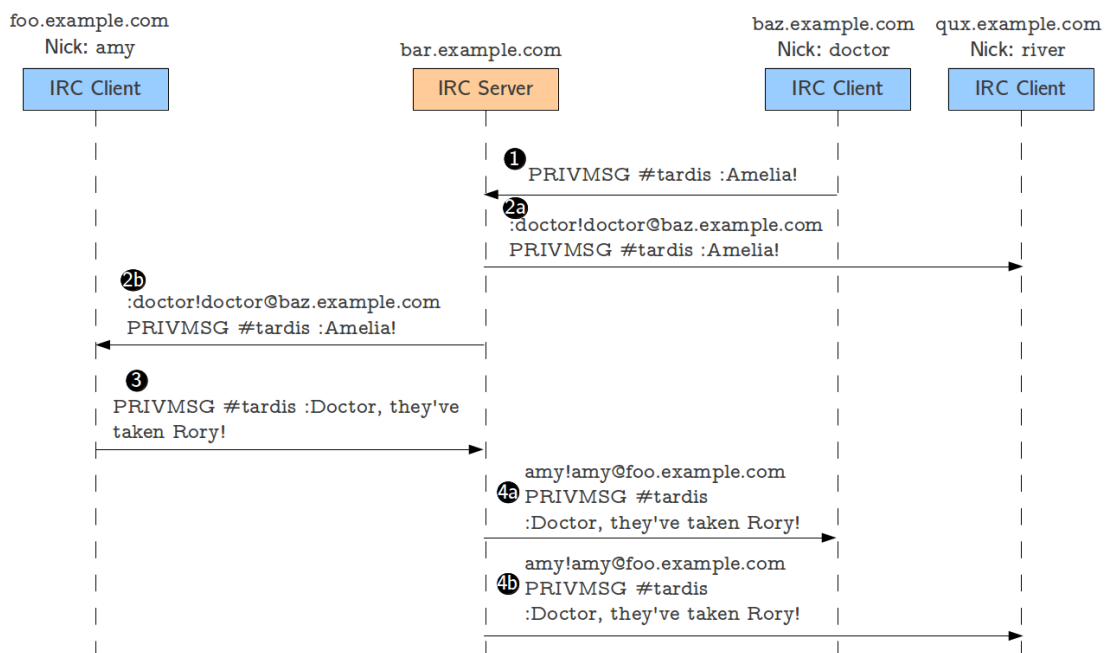 foo.example.com
Nick: amy
IRC Client
bar.example.com
IRC Server
baz.example.com
Nick: doctor
IRC Client
qux.example.com
Nick: river
IRC Client
1
PRIVMSG #tardis :Amelia!
2a
:doctor!doctor@baz.example.com
PRIVMSG #tardis :Amelia!
2b
:doctor!doctor@baz.example.com
PRIVMSG #tardis :Amelia!
3
PRIVMSG #tardis :Doctor, they've
taken Rory!
4a
amy!amy@foo.example.com
PRIVMSG #tardis
:Doctor, they've taken Rory!
4b
amy!amy@foo.example.com
PRIVMSG #tardis
:Doctor, they've taken Rory!